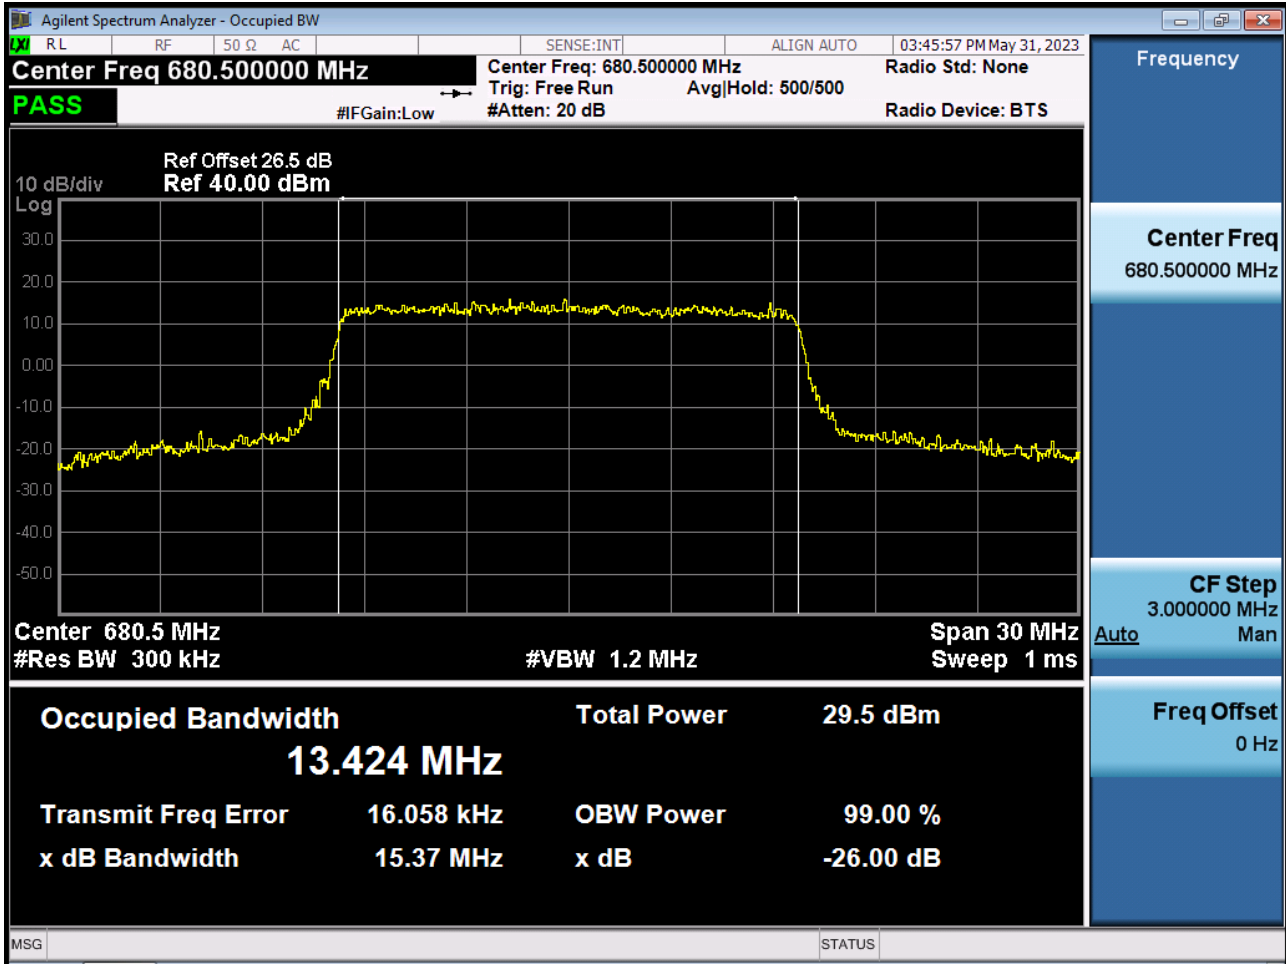 Agilent Spectrum Analyzer - Occupied BW
LXI RL RF 50 Ω AC SENSE:INT ALIGN AUTO 03:45:57 PM May 31, 2023
Center Freq 680.500000 MHz
Center Freq: 680.500000 MHz Radio Std: None
Trig: Free Run Avg|Hold: 500/500
PASS
#IFGain:Low #Atten: 20 dB Radio Device: BTS
Ref Offset 26.5 dB
10 dB/div Ref 40.00 dBm
Log
30.0
20.0
10.0
0.00
-10.0
-20.0
-30.0
-40.0
-50.0
Center 680.5 MHz Span 30 MHz
#Res BW 300 kHz #VBW 1.2 MHz Sweep 1 ms
Occupied Bandwidth Total Power 29.5 dBm
13.424 MHz
Transmit Freq Error 16.058 kHz OBW Power 99.00 %
x dB Bandwidth 15.37 MHz x dB -26.00 dB
MSG STATUS
Frequency
Center Freq
680.500000 MHz
CF Step
3.000000 MHz
Auto Man
Freq Offset
0 Hz